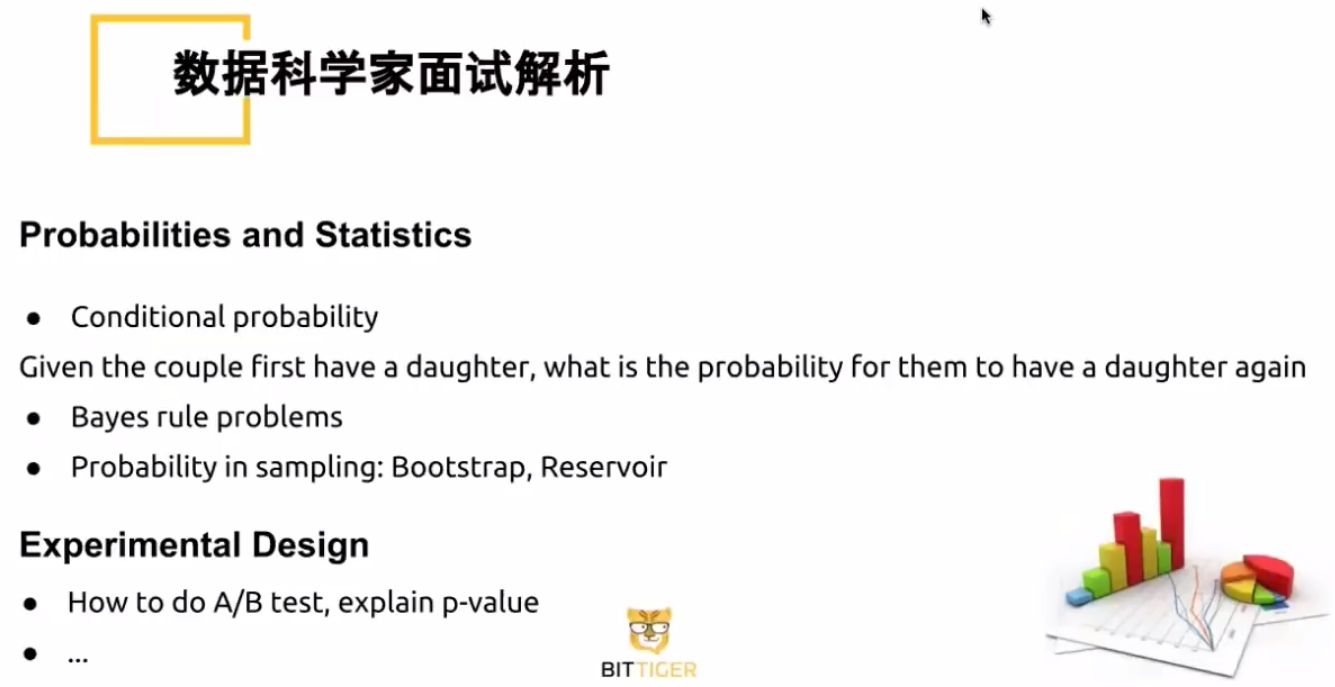 数据科学家面试解析
Probabilities and Statistics
● Conditional probability
Given the couple first have a daughter, what is the probability for them to have a daughter again
● Bayes rule problems
● Probability in sampling: Bootstrap, Reservoir
Experimental Design
● How to do A/B test, explain p-value
● ...
BITTIGER